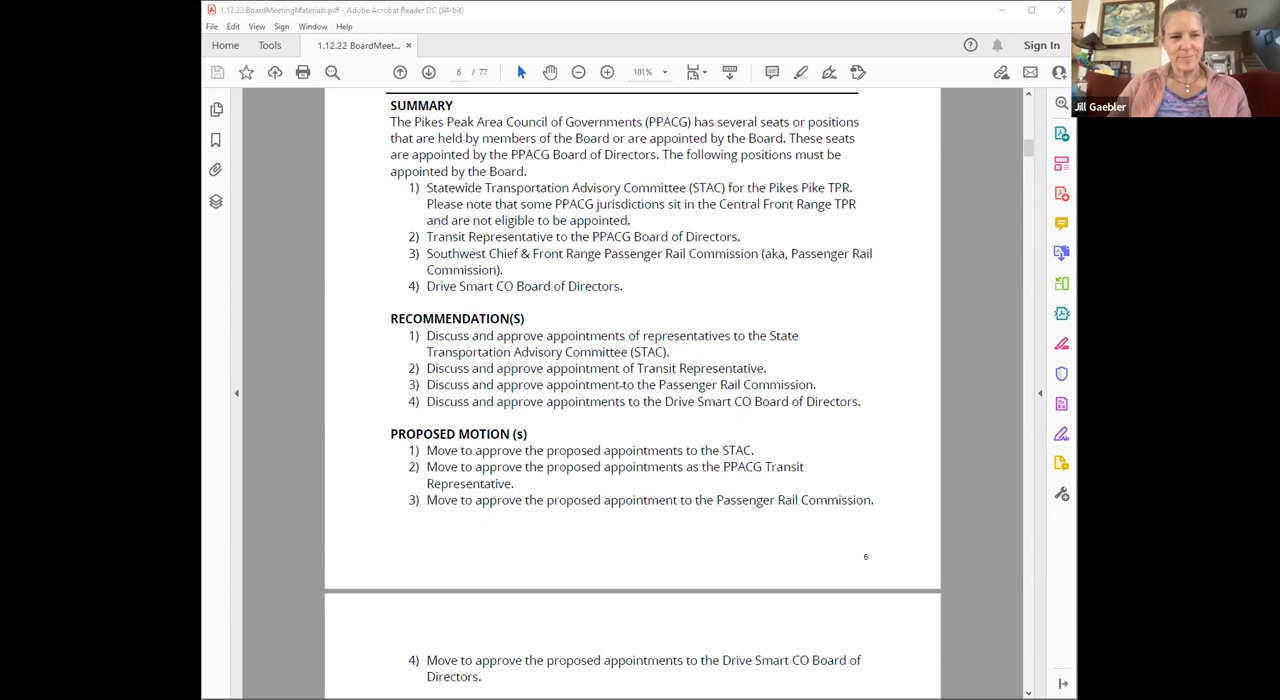 1.12.22 BoardMeetingMaterials.pdf - Adobe Acrobat Reader DC (64-bit)
File Edit View Sign Window Help
Home Tools 1.12.22 BoardMeet... × Sign In
6 / 77 101%
Jill Gaebler
SUMMARY
The Pikes Peak Area Council of Governments (PPACG) has several seats or positions
that are held by members of the Board or are appointed by the Board. These seats
are appointed by the PPACG Board of Directors. The following positions must be
appointed by the Board.
1) Statewide Transportation Advisory Committee (STAC) for the Pikes Pike TPR.
Please note that some PPACG jurisdictions sit in the Central Front Range TPR
and are not eligible to be appointed.
2) Transit Representative to the PPACG Board of Directors.
3) Southwest Chief & Front Range Passenger Rail Commission (aka, Passenger Rail
Commission).
4) Drive Smart CO Board of Directors.
RECOMMENDATION(S)
1) Discuss and approve appointments of representatives to the State
Transportation Advisory Committee (STAC).
2) Discuss and approve appointment of Transit Representative.
3) Discuss and approve appointment to the Passenger Rail Commission.
4) Discuss and approve appointments to the Drive Smart CO Board of Directors.
PROPOSED MOTION (s)
1) Move to approve the proposed appointments to the STAC.
2) Move to approve the proposed appointments as the PPACG Transit
Representative.
3) Move to approve the proposed appointment to the Passenger Rail Commission.
6
4) Move to approve the proposed appointments to the Drive Smart CO Board of
Directors.